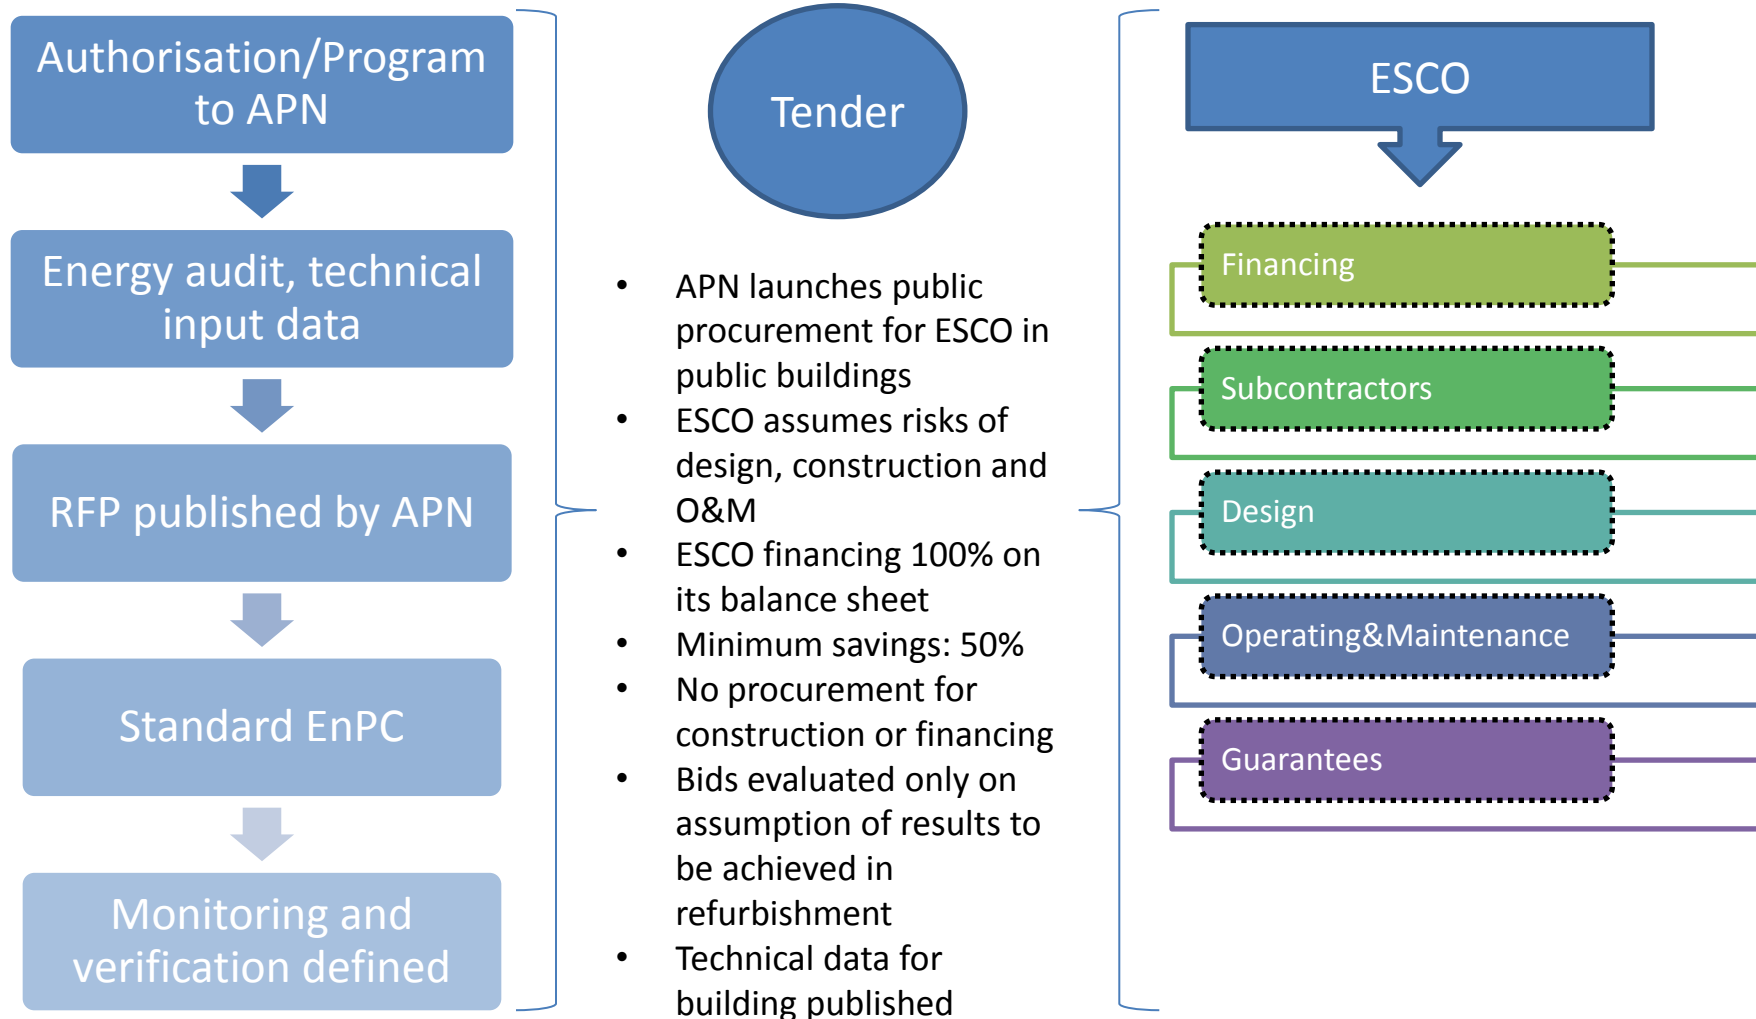 Authorisation/Program
to APN
Energy audit, technical
input data
RFP published by APN
Standard EnPC
Monitoring and
verification defined
Tender
• APN launches public
procurement for ESCO in
public buildings
• ESCO assumes risks of
design, construction and
O&M
• ESCO financing 100% on
its balance sheet
• Minimum savings: 50%
• No procurement for
construction or financing
• Bids evaluated only on
assumption of results to
be achieved in
refurbishment
• Technical data for
building published
ESCO
Financing
Subcontractors
Design
Operating&Maintenance
Guarantees